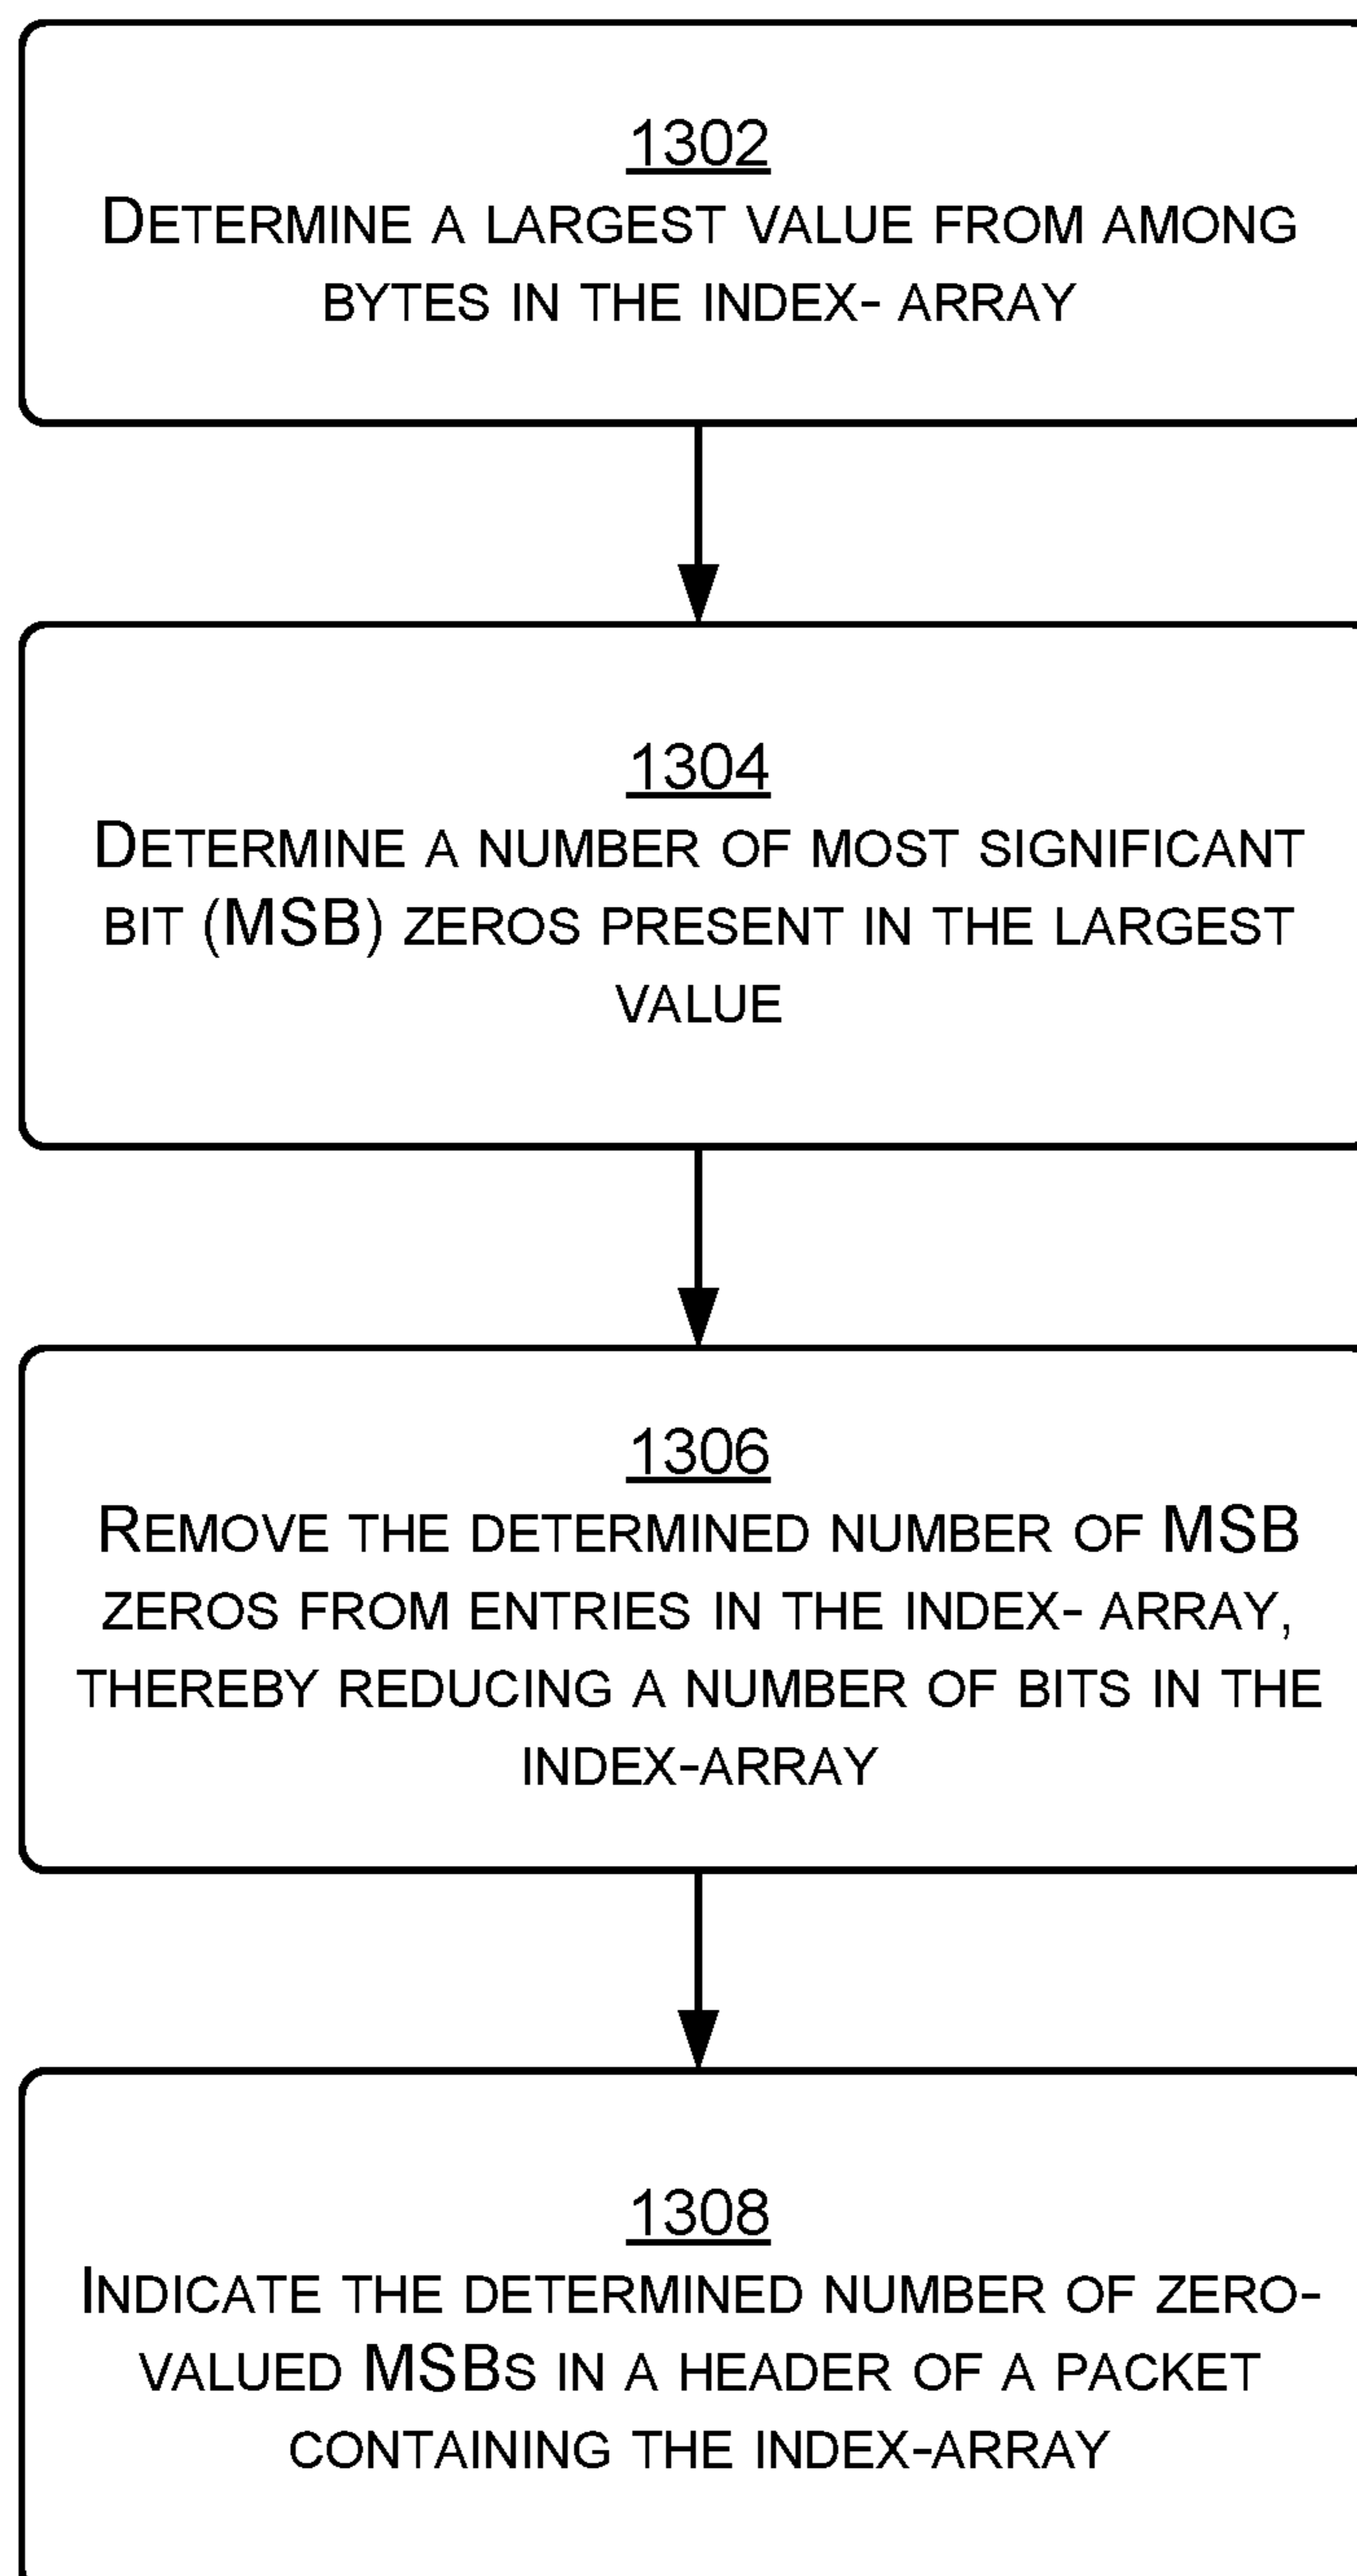 1302
DETERMINE A LARGEST VALUE FROM AMONG
BYTES IN THE INDEX- ARRAY
1304
DETERMINE A NUMBER OF MOST SIGNIFICANT
BIT (MSB) ZEROS PRESENT IN THE LARGEST
VALUE
1306
REMOVE THE DETERMINED NUMBER OF MSB
ZEROS FROM ENTRIES IN THE INDEX- ARRAY,
THEREBY REDUCING A NUMBER OF BITS IN THE
INDEX-ARRAY
1308
INDICATE THE DETERMINED NUMBER OF ZERO-
VALUED MSBS IN A HEADER OF A PACKET
CONTAINING THE INDEX-ARRAY